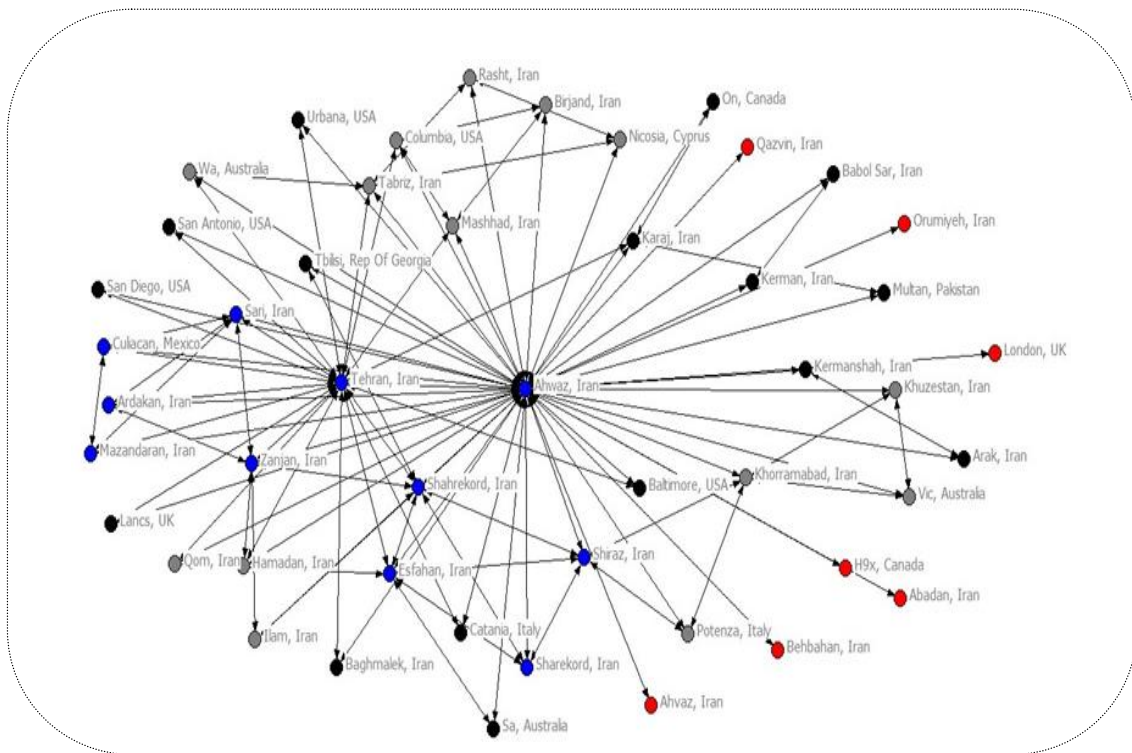 Rasht, Iran
Birjand, Iran
On, Canada
Urbana, USA
Columbia, USA
Nicosia, Cyprus
Qazvin, Iran
Wa, Australia
Tabriz, Iran
Babol Sar, Iran
San Antonio, USA
Mashhad, Iran
Orumiyeh, Iran
Karaj, Iran
Tbilsi, Rep Of Georgia
Kerman, Iran
San Diego, USA
Multan, Pakistan
Sari, Iran
Culiacan, Mexico
London, UK
Kermanshah, Iran
Tehran, Iran
Ahwaz, Iran
Khuzestan, Iran
Ardakan, Iran
Mazandaran, Iran
Zanjan, Iran
Arak, Iran
Khorramabad, Iran
Shahrekord, Iran
Baltimore, USA
Vic, Australia
Lancs, UK
Shiraz, Iran
Qom, Iran
Hamadan, Iran
Esfahan, Iran
H9x, Canada
Abadan, Iran
Ilam, Iran
Catania, Italy
Potenza, Italy
Behbahan, Iran
Baghmalek, Iran
Sharekord, Iran
Ahvaz, Iran
Sa, Australia